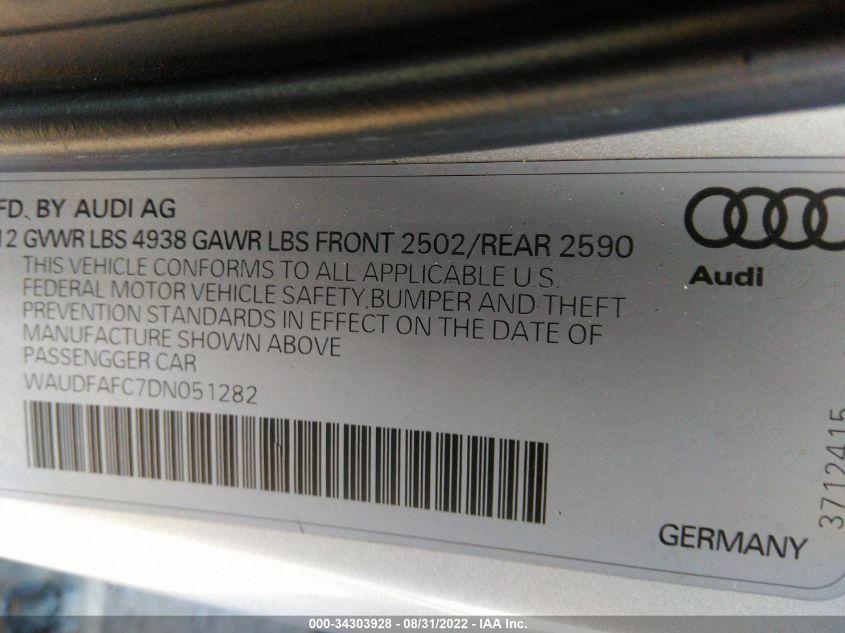 FD. BY AUDI AG
12 GVWR LBS 4938 GAWR LBS FRONT 2502/REAR 2590
THIS VEHICLE CONFORMS TO ALL APPLICABLE U.S.
FEDERAL MOTOR VEHICLE SAFETY,BUMPER AND THEFT
PREVENTION STANDARDS IN EFFECT ON THE DATE OF
MANUFACTURE SHOWN ABOVE
PASSENGGER CAR
WAUDFAFC7DN051282
Audi
GERMANY
3712415
000-34303928 - 08/31/2022 - IAA Inc.